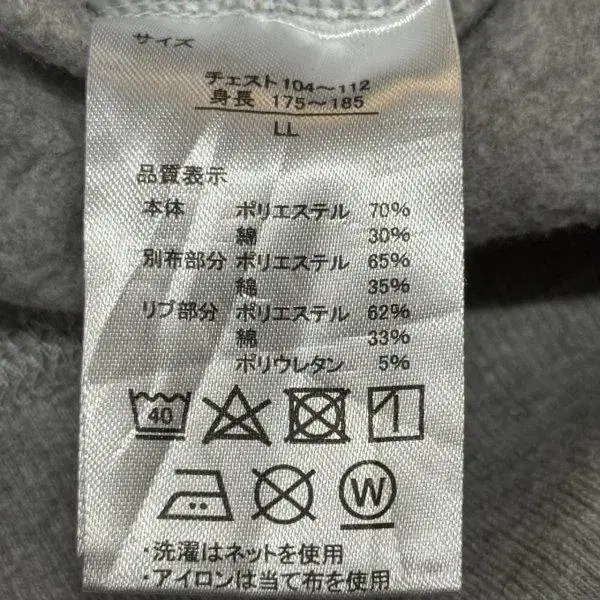 サイズ
チェスト 104～112
身長 175～185
LL
品質表示
本体 ポリエステル 70%
綿 30%
別布部分 ポリエステル 65%
綿 35%
リブ部分 ポリエステル 62%
綿 33%
ポリウレタン 5%
40
W
・洗濯はネットを使用
・アイロンは当て布を使用